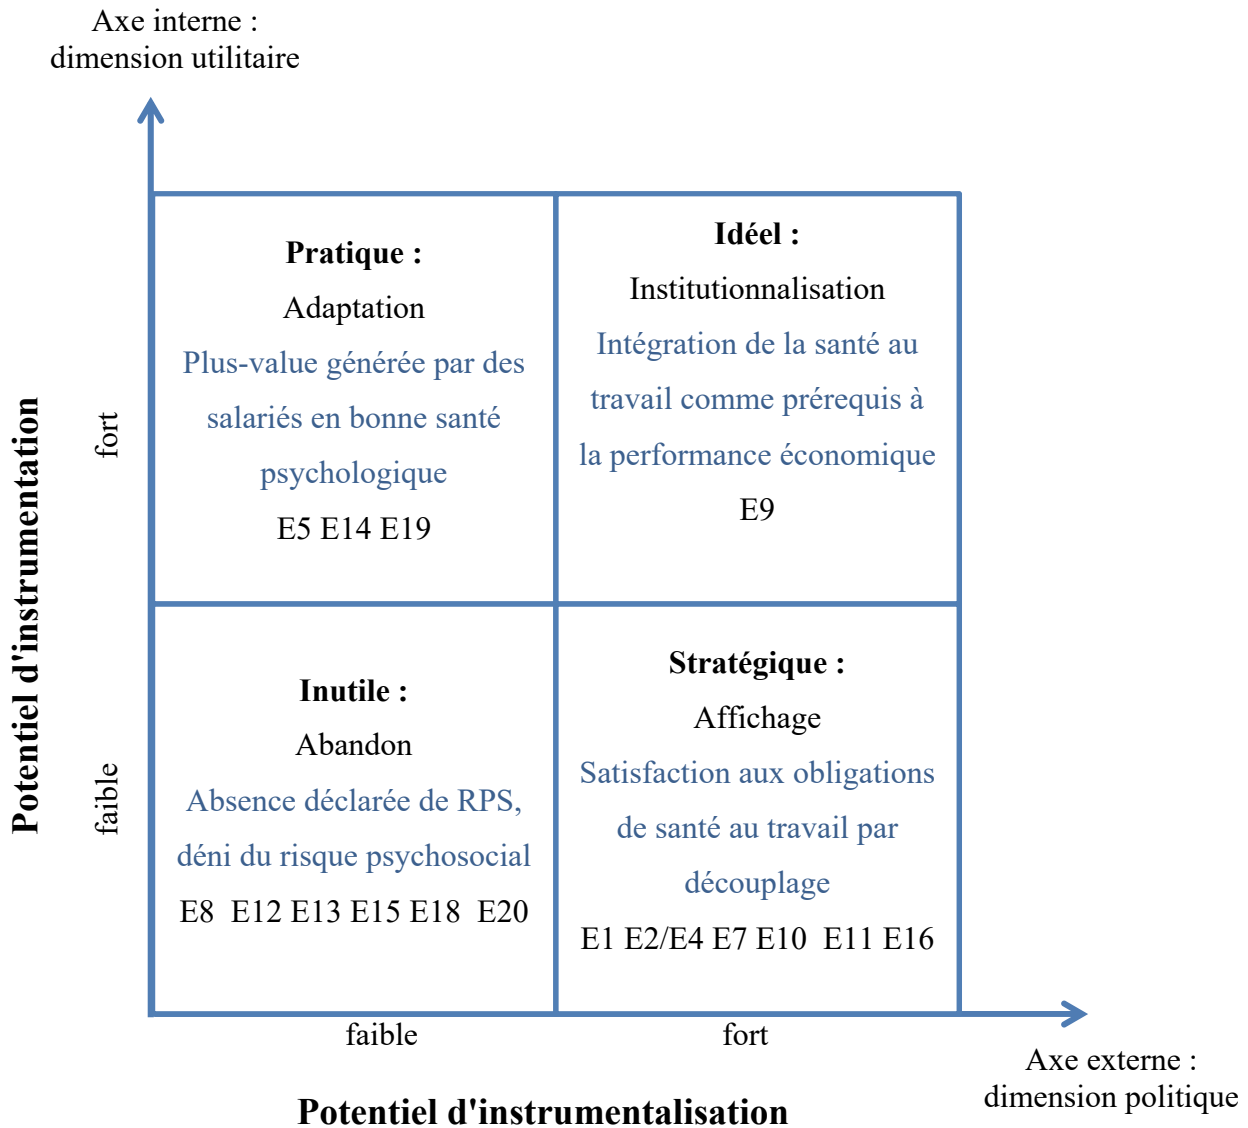 Axe interne :
dimension utilitaire
Potentiel d'instrumentation
fort
faible
Pratique :
Adaptation
Plus-value générée par des
salariés en bonne santé
psychologique
E5 E14 E19
Idéel :
Institutionnalisation
Intégration de la santé au
travail comme prérequis à
la performance économique
E9
Inutile :
Abandon
Absence déclarée de RPS,
déni du risque psychosocial
E8 E12 E13 E15 E18 E20
Stratégique :
Affichage
Satisfaction aux obligations
de santé au travail par
découplage
E1 E2/E4 E7 E10 E11 E16
faible
fort
Axe externe :
dimension politique
Potentiel d'instrumentalisation